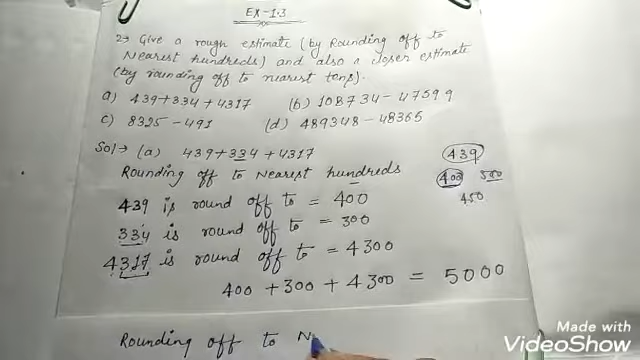 Ex-1.3
2→ Give a rough estimate (by Rounding off to
Nearest hundreds) and also a closer estimate
(by rounding off to nearest tens).
a) 439+334+4317 (b) 108734-47599
c) 8325-491 (d) 489348-48365
Sol→ (a) 439+334+4317
Rounding off to Nearest hundreds
439
400 500
450
439 is round off to = 400
334 is round off to = 300
4317 is round off to = 4300
400 +300 + 4300 = 5000
Rounding off to N
Made with
VideoShow